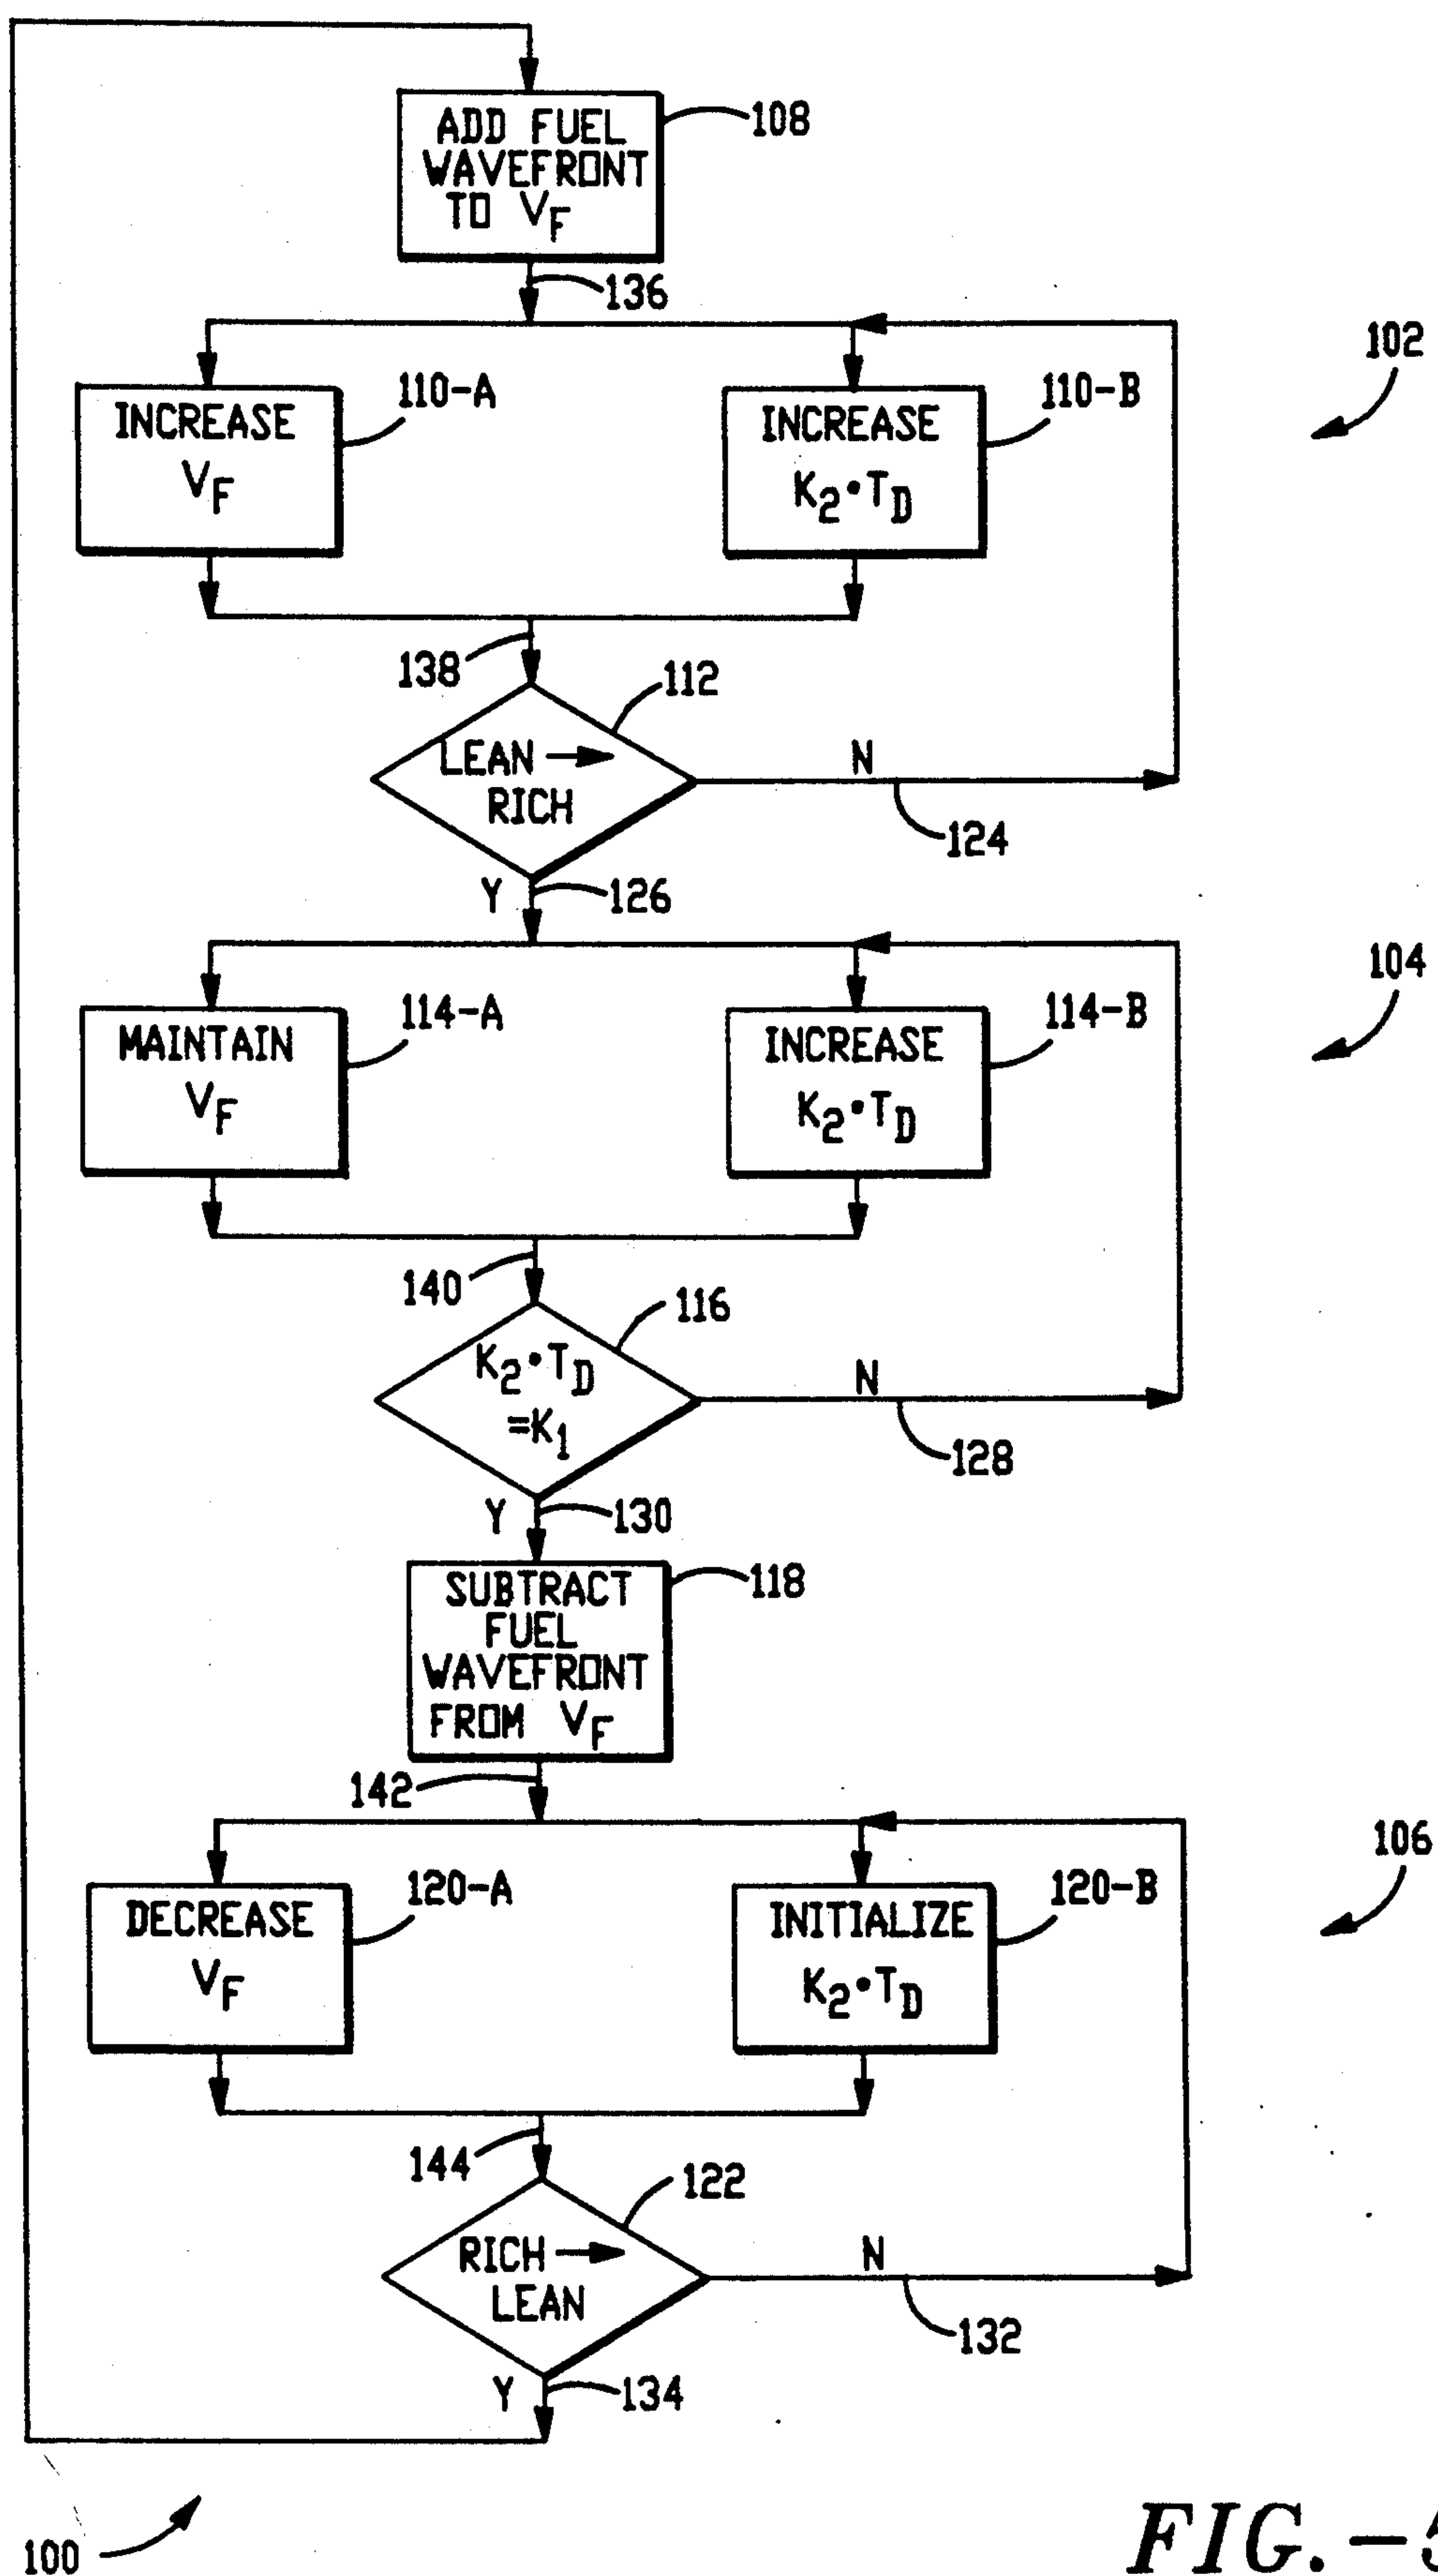 ADD FUEL
WAVEFRONT
TO VF
108
136
102
INCREASE
VF
110-A
INCREASE
K2•TD
110-B
138
112
LEAN →
RICH
N
124
Y
126
104
MAINTAIN
VF
114-A
INCREASE
K2•TD
114-B
140
116
K2•TD
=K1
N
128
Y
130
SUBTRACT
FUEL
WAVEFRONT
FROM VF
118
142
106
DECREASE
VF
120-A
INITIALIZE
K2•TD
120-B
144
122
RICH →
LEAN
N
132
Y
134
100
FIG.–